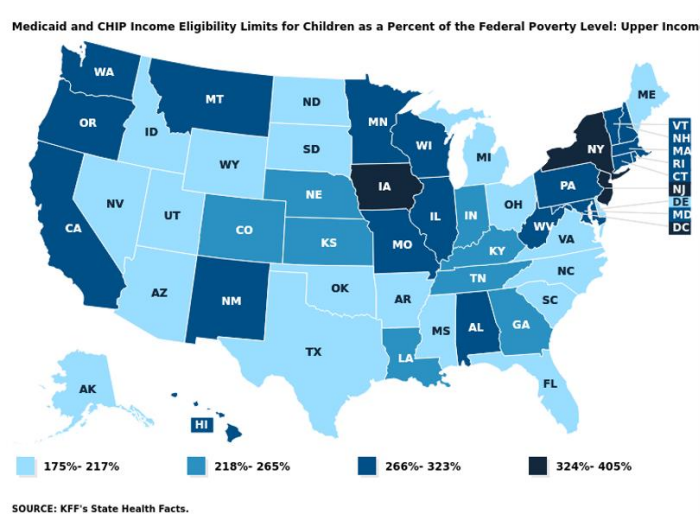 Medicaid and CHIP Income Eligibility Limits for Children as a Percent of the Federal Poverty Level: Upper Incom
WA
MT
ND
MN
ME
OR
ID
SD
WI
MI
NY
VT
NH
MA
RI
CT
NJ
DE
MD
DC
WY
IA
NE
PA
NV
UT
CO
IL
IN
OH
WV
VA
CA
KS
MO
KY
NC
TN
AZ
NM
OK
AR
SC
MS
AL
GA
TX
LA
FL
AK
HI
175%- 217%
218%- 265%
266%- 323%
324%- 405%
SOURCE: KFF's State Health Facts.